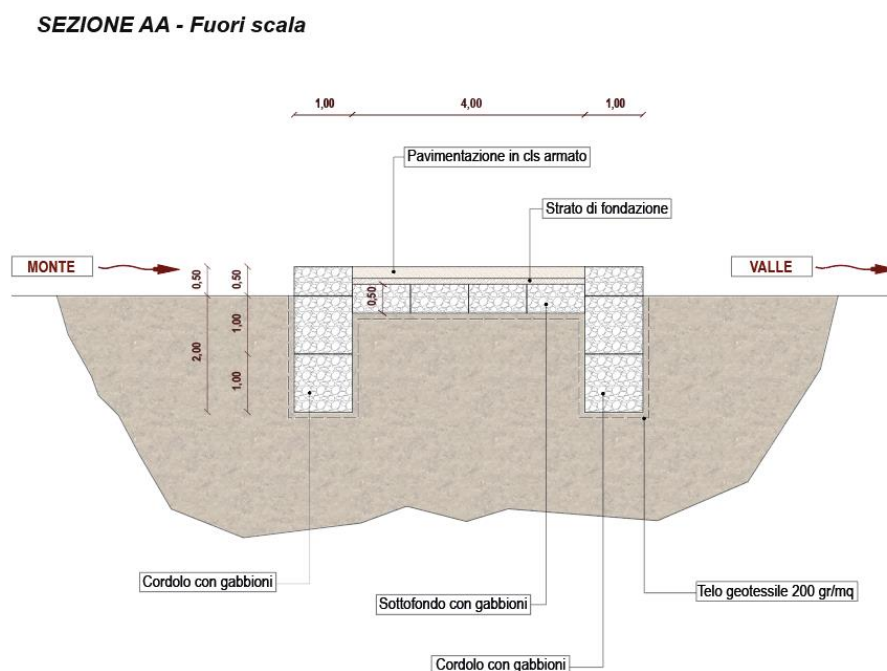 SEZIONE AA - Fuori scala
1,00 4,00 1,00
Pavimentazione in cls armato
Strato di fondazione
MONTE
VALLE
0,50
0,50
0,50
1,00
2,00
1,00
Cordolo con gabbioni
Sottofondo con gabbioni
Telo geotessile 200 gr/mq
Cordolo con gabbioni